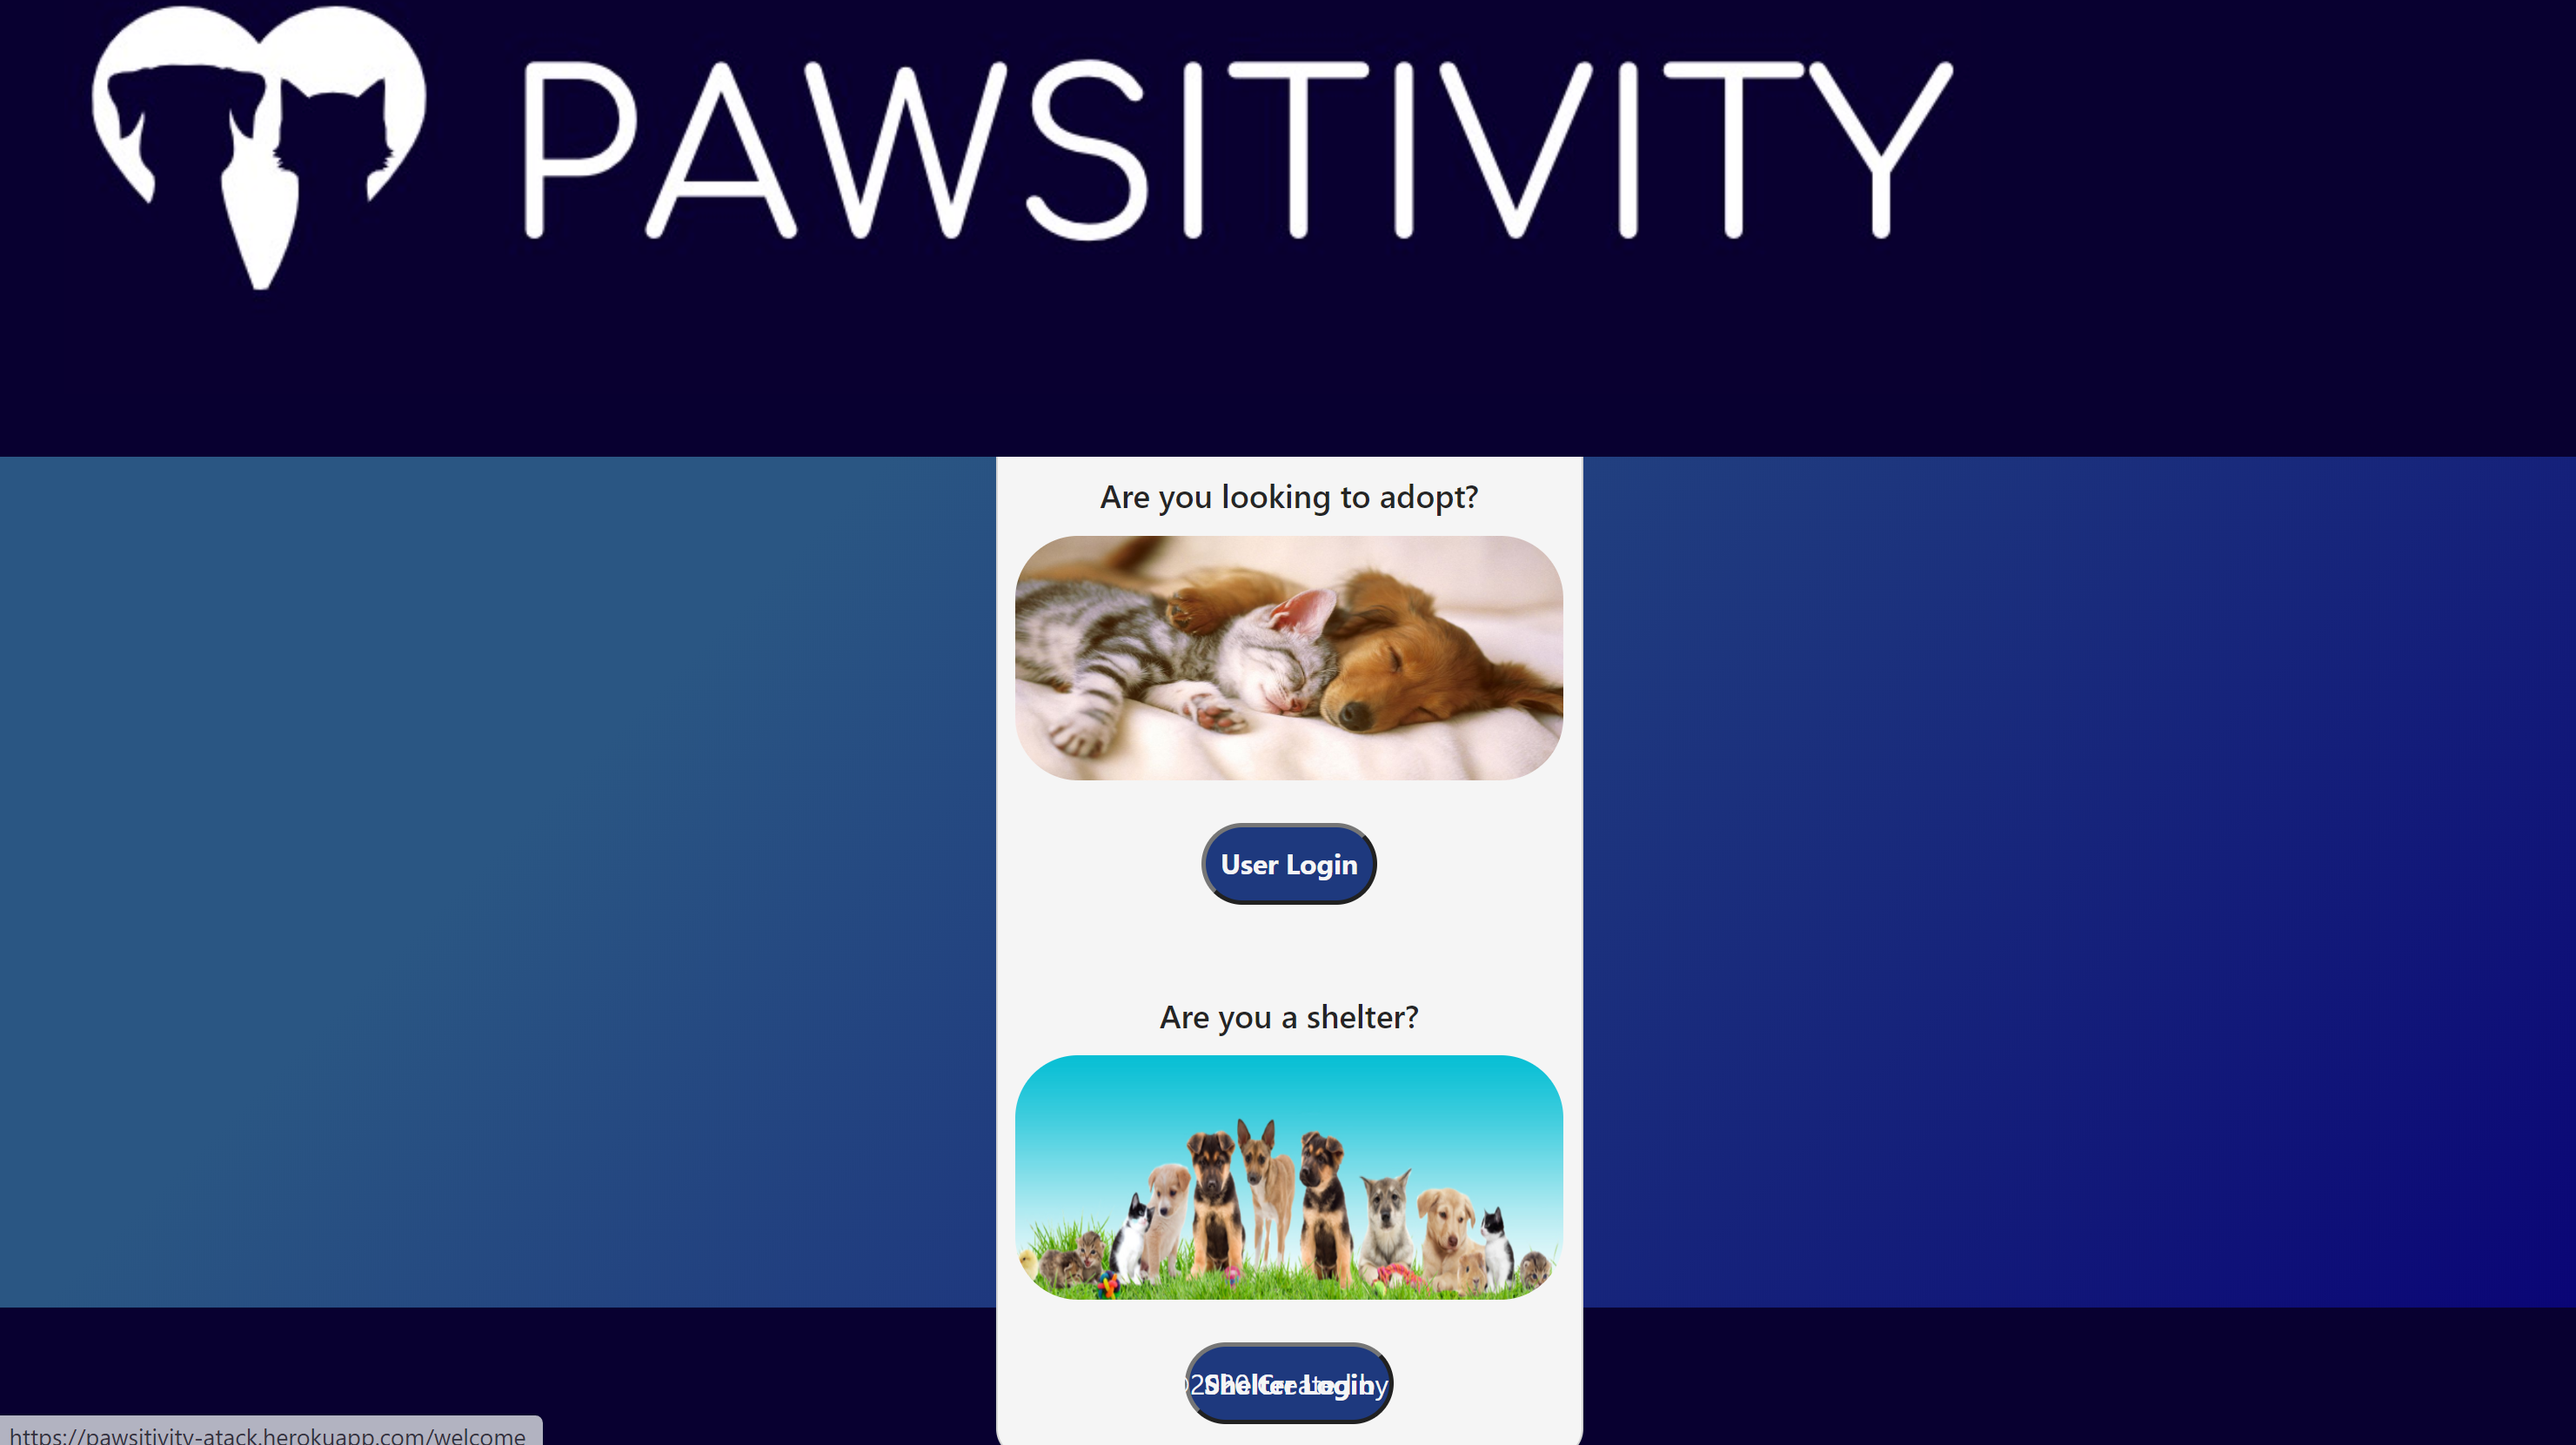 PAWSITIVITY
Are you looking to adopt?
User Login
Are you a shelter?
Shelter Login
2020 Created by
https://pawsitivity-atack.herokuapp.com/welcome